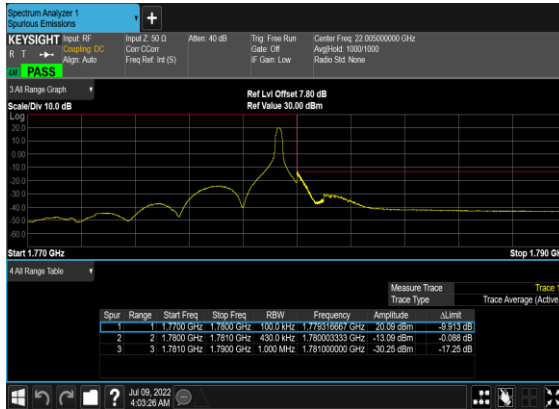 Spectrum Analyzer 1
Spurious Emissions
+
KEYSIGHT Input: RF Input Z: 50 Ω Atten: 40 dB Trig: Free Run Center Freq: 22.005000000 GHz
R T Coupling: DC Corr CCorr Gate: Off Avg|Hold: 1000/1000
Align: Auto Freq Ref: Int (S) IF Gain: Low Radio Std: None
LV PASS
3 All Range Graph
Ref Lvl Offset 7.80 dB
Scale/Div 10.0 dB Ref Value 30.00 dBm
Log
20.0
10.0
0.00
-10.0
-20.0
-30.0
-40.0
-50.0
-60.0
Start 1.770 GHz Stop 1.790 GH
4 All Range Table
Measure Trace Trace 1
Trace Type Trace Average (Active
Spur Range Start Freq Stop Freq RBW Frequency Amplitude ΔLimit
1 1 1.7700 GHz 1.7800 GHz 100.0 kHz 1.779316667 GHz 20.09 dBm -9.913 dB
2 2 1.7800 GHz 1.7810 GHz 430.0 kHz 1.780003333 GHz -13.09 dBm -0.088 dB
3 3 1.7810 GHz 1.7900 GHz 1.000 MHz 1.781000000 GHz -30.25 dBm -17.25 dB
?
Jul 09, 2022
4:03:26 AM